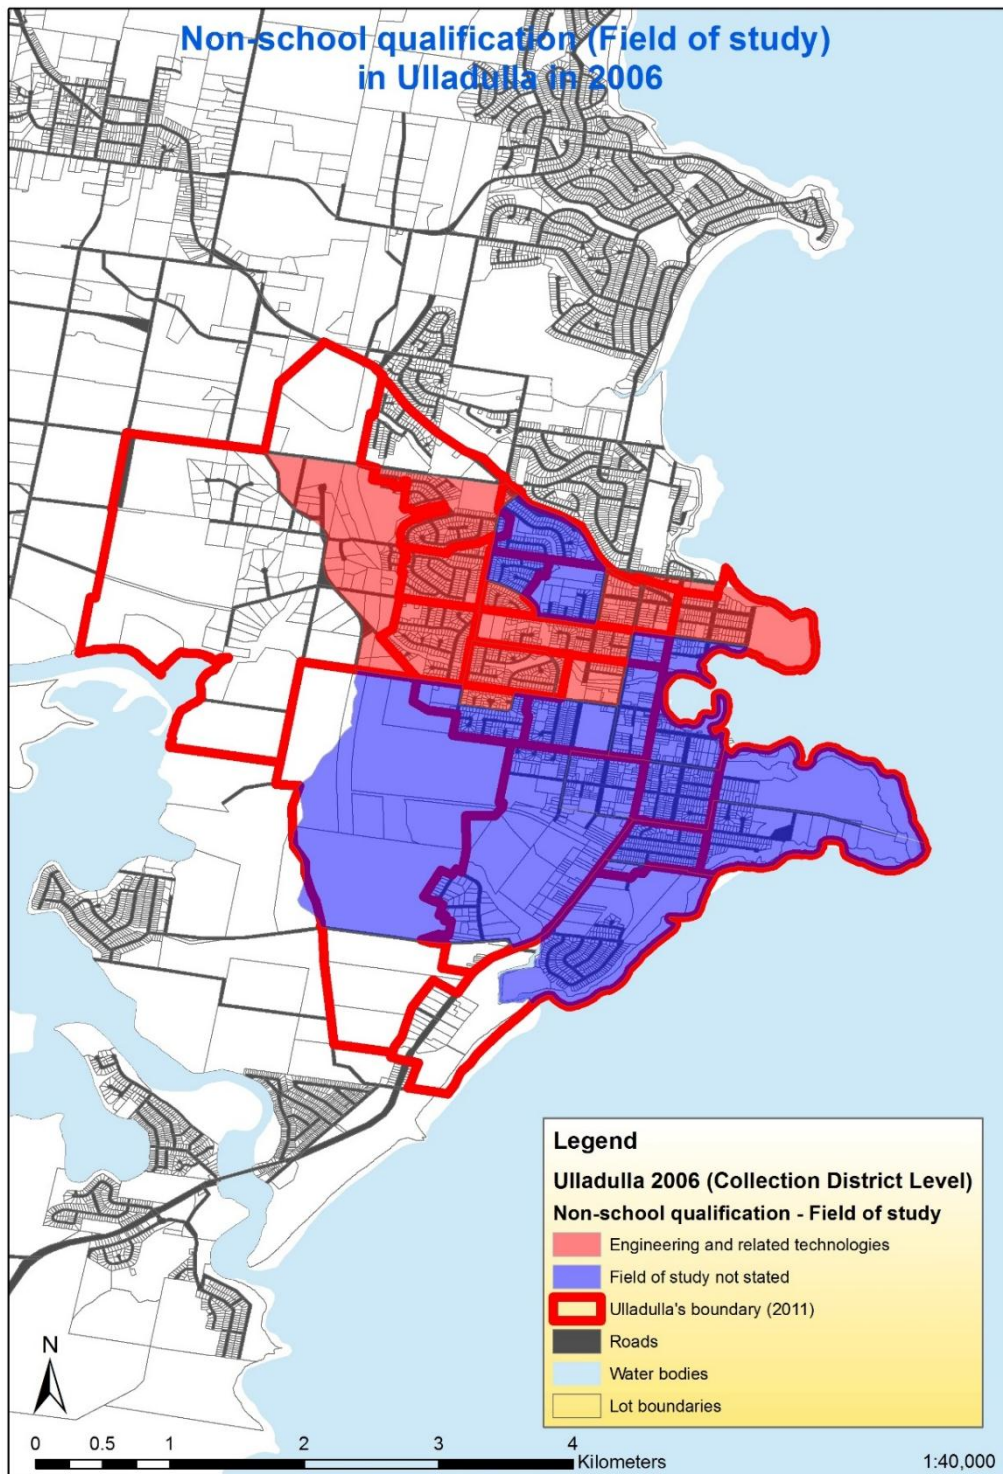 Non-school qualification (Field of study)
in Ulladulla in 2006
Legend
Ulladulla 2006 (Collection District Level)
Non-school qualification - Field of study
Engineering and related technologies
Field of study not stated
Ulladulla's boundary (2011)
Roads
Water bodies
Lot boundaries
N
0 0.5 1 2 3 4
Kilometers
1:40,000